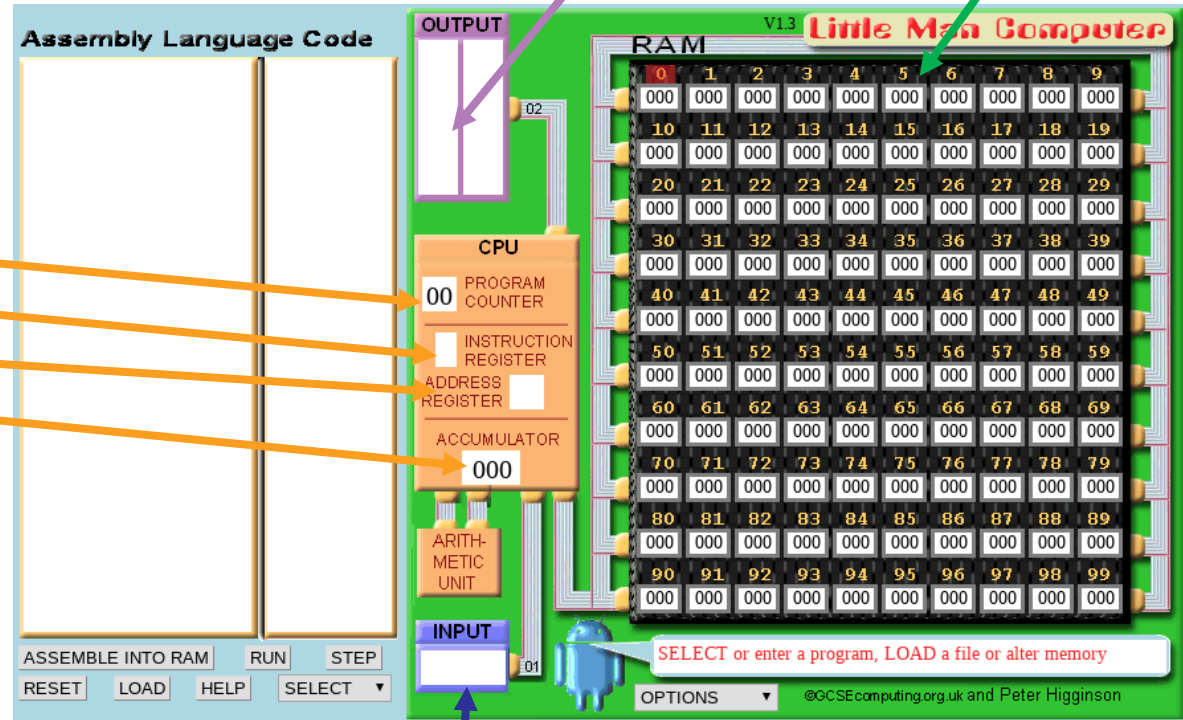 Assembly Language Code
OUTPUT
V1.3 Little Man Computer
RAM
0 1 2 3 4 5 6 7 8 9
000 000 000 000 000 000 000 000 000 000
02
10 11 12 13 14 15 16 17 18 19
000 000 000 000 000 000 000 000 000 000
20 21 22 23 24 25 26 27 28 29
000 000 000 000 000 000 000 000 000 000
CPU
30 31 32 33 34 35 36 37 38 39
000 000 000 000 000 000 000 000 000 000
00 PROGRAM
COUNTER
40 41 42 43 44 45 46 47 48 49
000 000 000 000 000 000 000 000 000 000
INSTRUCTION
REGISTER
50 51 52 53 54 55 56 57 58 59
000 000 000 000 000 000 000 000 000 000
ADDRESS
REGISTER
60 61 62 63 64 65 66 67 68 69
000 000 000 000 000 000 000 000 000 000
ACCUMULATOR
000
70 71 72 73 74 75 76 77 78 79
000 000 000 000 000 000 000 000 000 000
80 81 82 83 84 85 86 87 88 89
000 000 000 000 000 000 000 000 000 000
ARITH-
METIC
UNIT
90 91 92 93 94 95 96 97 98 99
000 000 000 000 000 000 000 000 000 000
INPUT
01
SELECT or enter a program, LOAD a file or alter memory
ASSEMBLE INTO RAM RUN STEP
RESET LOAD HELP SELECT ▼
OPTIONS ▼
©GCSEcomputing.org.uk and Peter Higginson